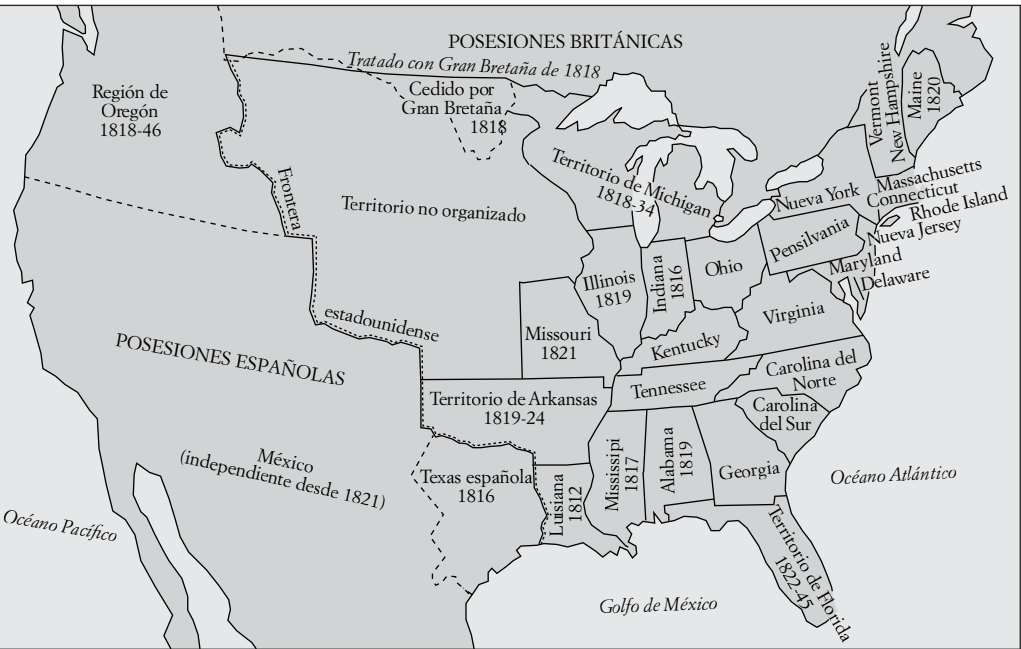 POSESIONES BRITÁNICAS
Tratado con Gran Bretaña de 1818
Cedido por
Gran Bretaña
1818
Región de
Oregón
1818-46
Vermont
New Hampshire
Maine
1820
Massachusetts
Connecticut
Rhode Island
Nueva York
Nueva Jersey
Pensilvania
Maryland
Delaware
Territorio de Míchigan
1818-34
Frontera
Territorio no organizado
estadounidense
Illinois
1819
Indiana
1816
Ohio
Virginia
Missouri
1821
Kentucky
POSESIONES ESPAÑOLAS
Carolina del
Norte
Tennessee
Territorio de Arkansas
1819-24
Carolina
del Sur
México
(independiente desde 1821)
Texas española
1816
Luisiana
1812
Mississipi
1817
Alabama
1819
Georgia
Océano Atlántico
Océano Pacífico
Territorio de Florida
1822-45
Golfo de México